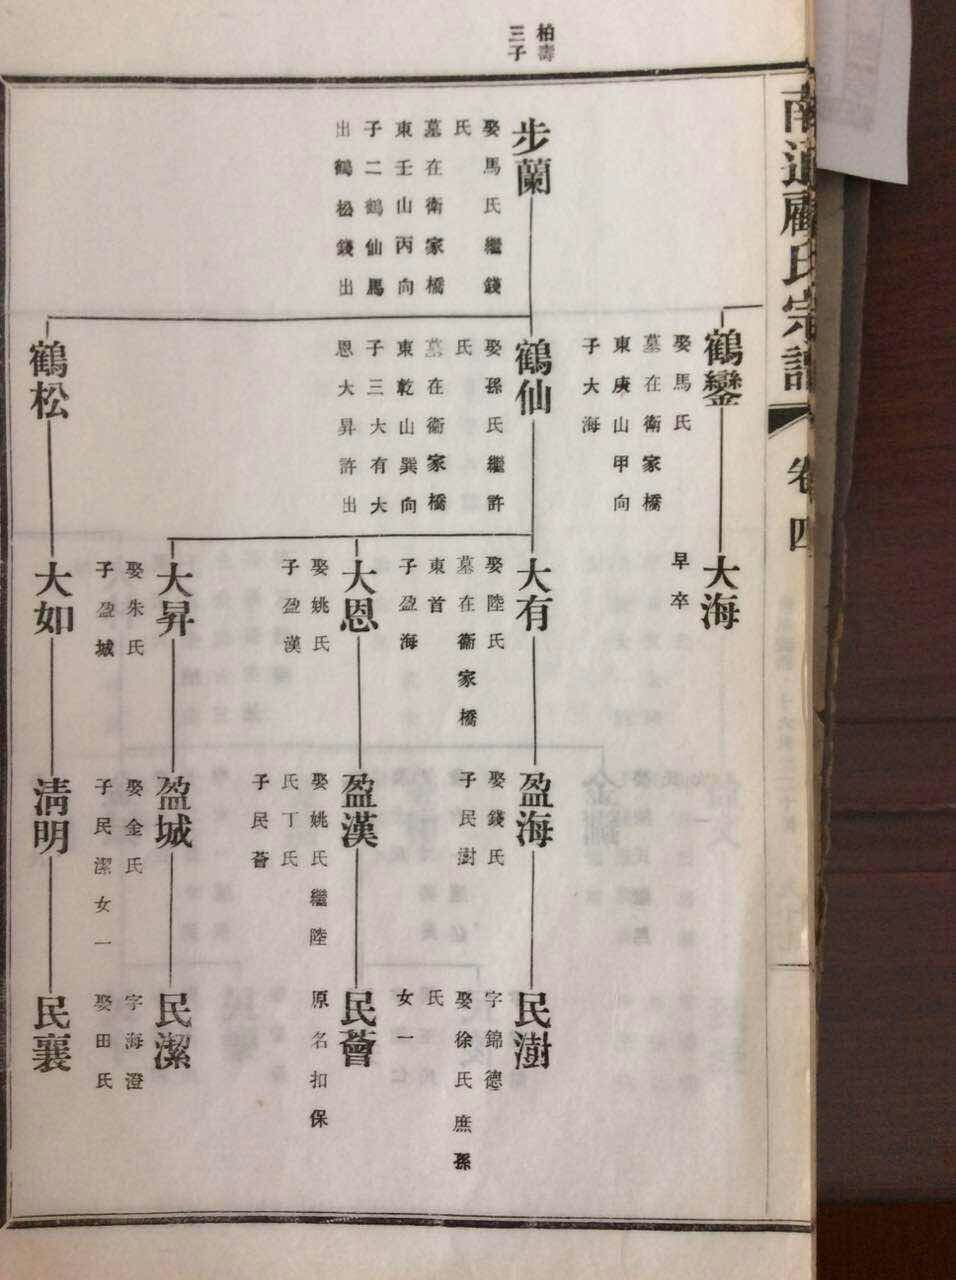 南通顧氏宗譜
卷四
柏壽
三子
步蘭
娶馬氏繼錢
氏
墓在衛家橋
東壬山丙向
子二鶴仙馬
出鶴松錢出
鶴鑾
娶馬氏
墓在衛家橋
東庚山甲向
子大海
鶴仙
娶孫氏繼許
氏
墓在衛家橋
東乾山巽向
子三大有大
恩大昇許出
鶴松
大海
早卒
大有
娶陸氏
墓在衛家橋
東首
子盈海
大恩
娶姚氏
子盈漢
大昇
娶朱氏
子盈城
大如
盈海
娶錢氏
子民澍
盈漢
娶姚氏繼陸
氏丁氏
子民薈
盈城
娶金氏
子民潔女一
清明
民澍
字錦德
娶徐氏庶孫
氏
女一
民薈
原名扣保
民潔
字海澄
娶田氏
民襄